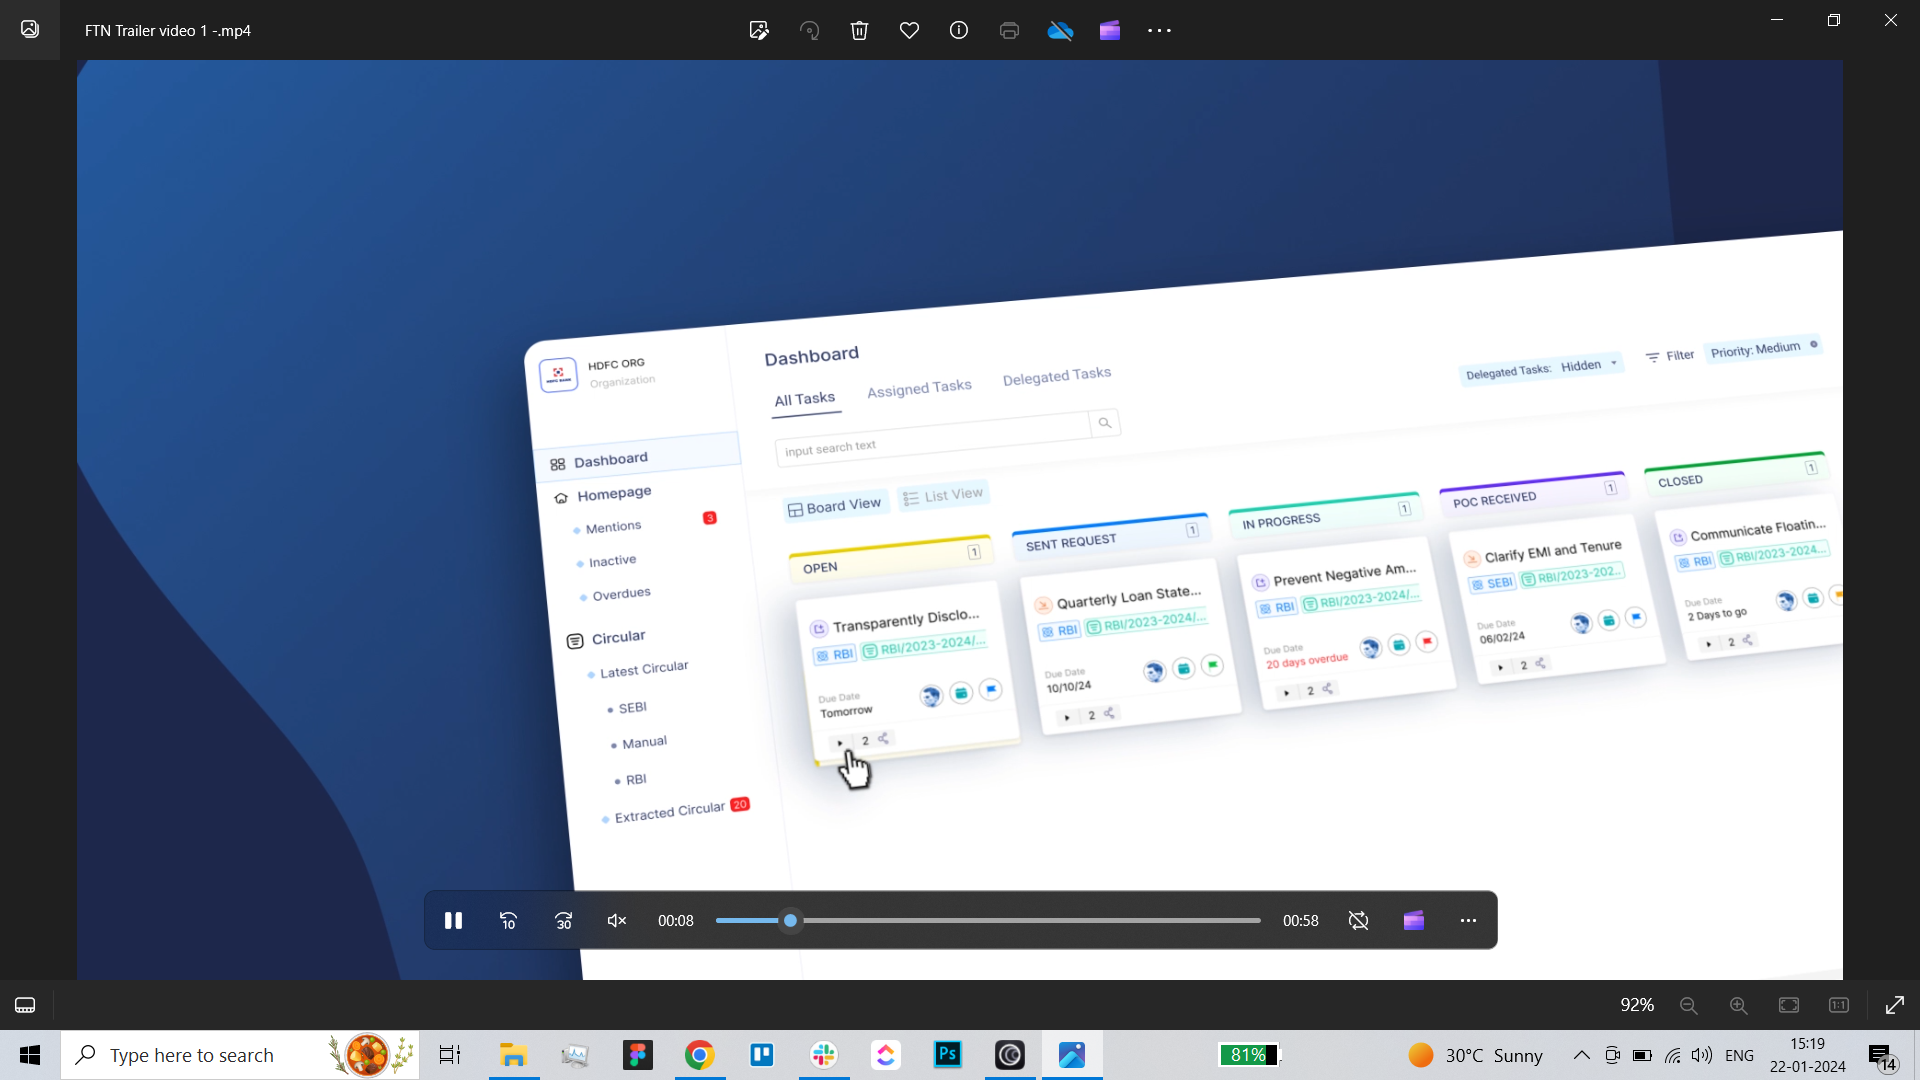 FTN Trailer video 1 -.mp4
HDFC BANK
HDFC ORG
Organization
Dashboard
Homepage
Mentions 3
Inactive
Overdues
Circular
Latest Circular
SEBI
Manual
RBI
Extracted Circular 20
Dashboard
All Tasks Assigned Tasks Delegated Tasks
input search text
Delegated Tasks: Hidden Filter Priority: Medium
Board View List View
OPEN 1
Transparently Disclo...
RBI RBI/2023-2024/...
Due Date
Tomorrow
2
SENT REQUEST 1
Quarterly Loan State...
RBI RBI/2023-2024/...
Due Date
10/10/24
2
IN PROGRESS 1
Prevent Negative Am...
RBI RBI/2023-2024/...
Due Date
20 days overdue
2
POC RECEIVED 1
Clarify EMI and Tenure
SEBI RBI/2023-202...
Due Date
06/02/24
2
CLOSED 1
Communicate Floatin...
RBI RBI/2023-2024...
Due Date
2 Days to go
2
10 30 00:08 00:58
92% 1:1
Type here to search
Ps
81%
30°C Sunny
ENG
15:19
22-01-2024
14